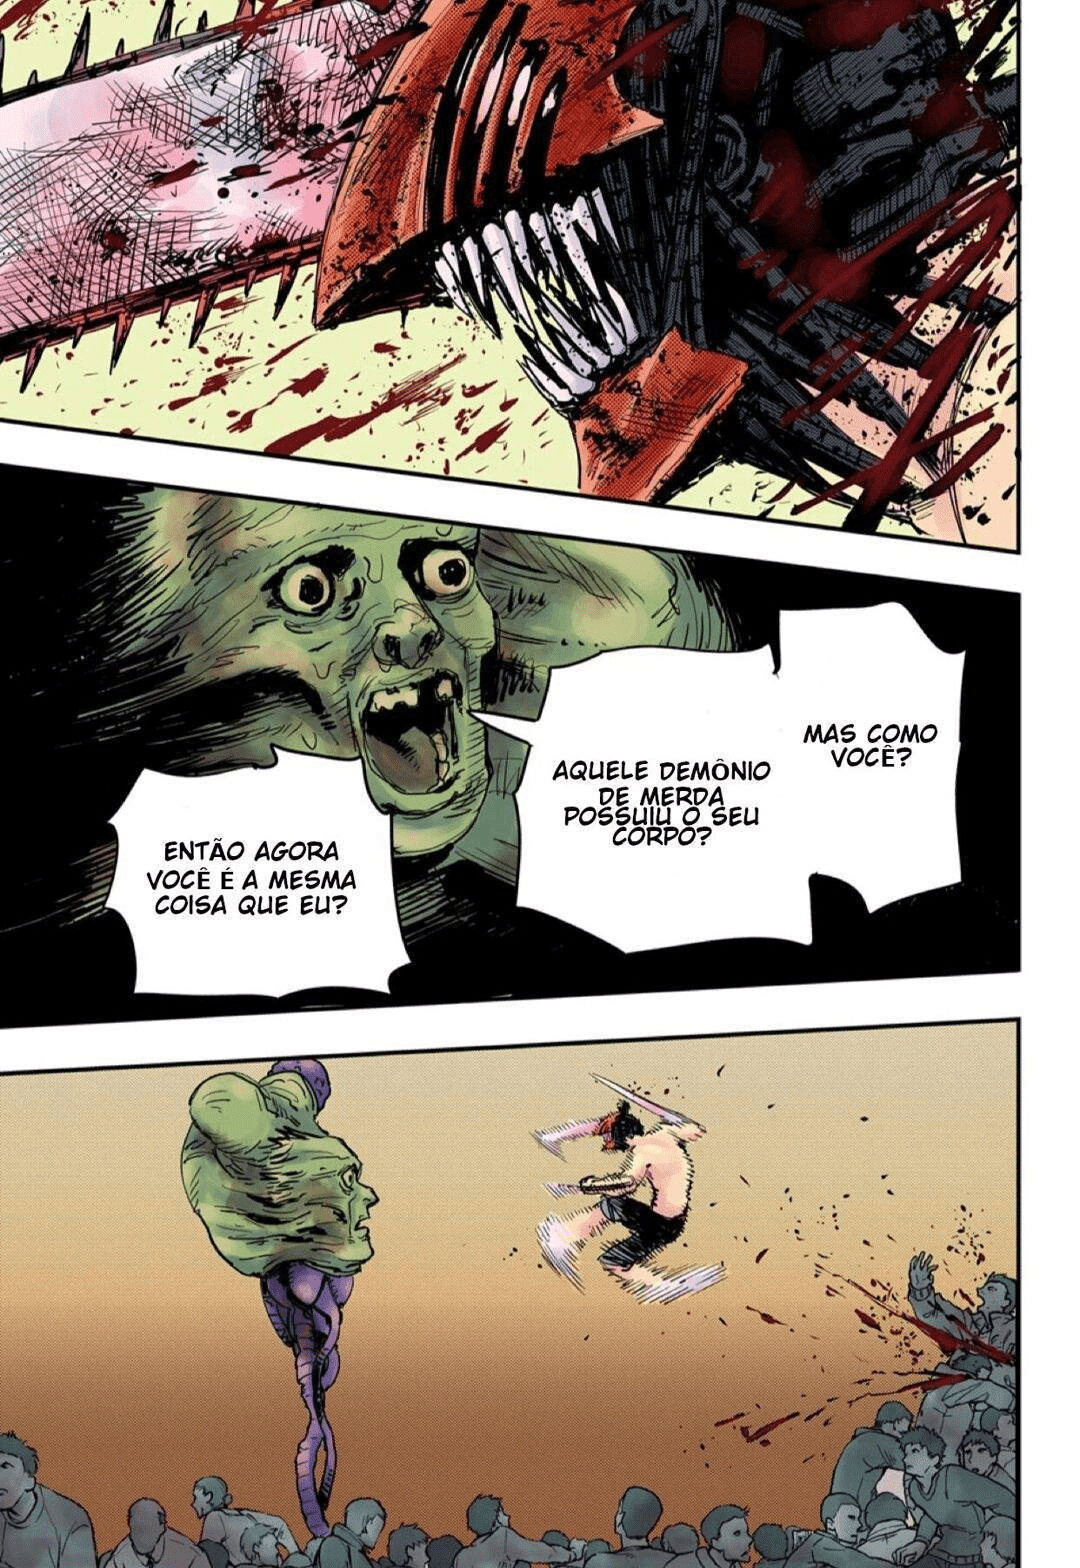 MAS COMO
VOCÊ?
AQUELE DEMÔNIO
DE MERDA
POSSUIU O SEU
CORPO?
ENTÃO AGORA
VOCÊ É A MESMA
COISA QUE EU?